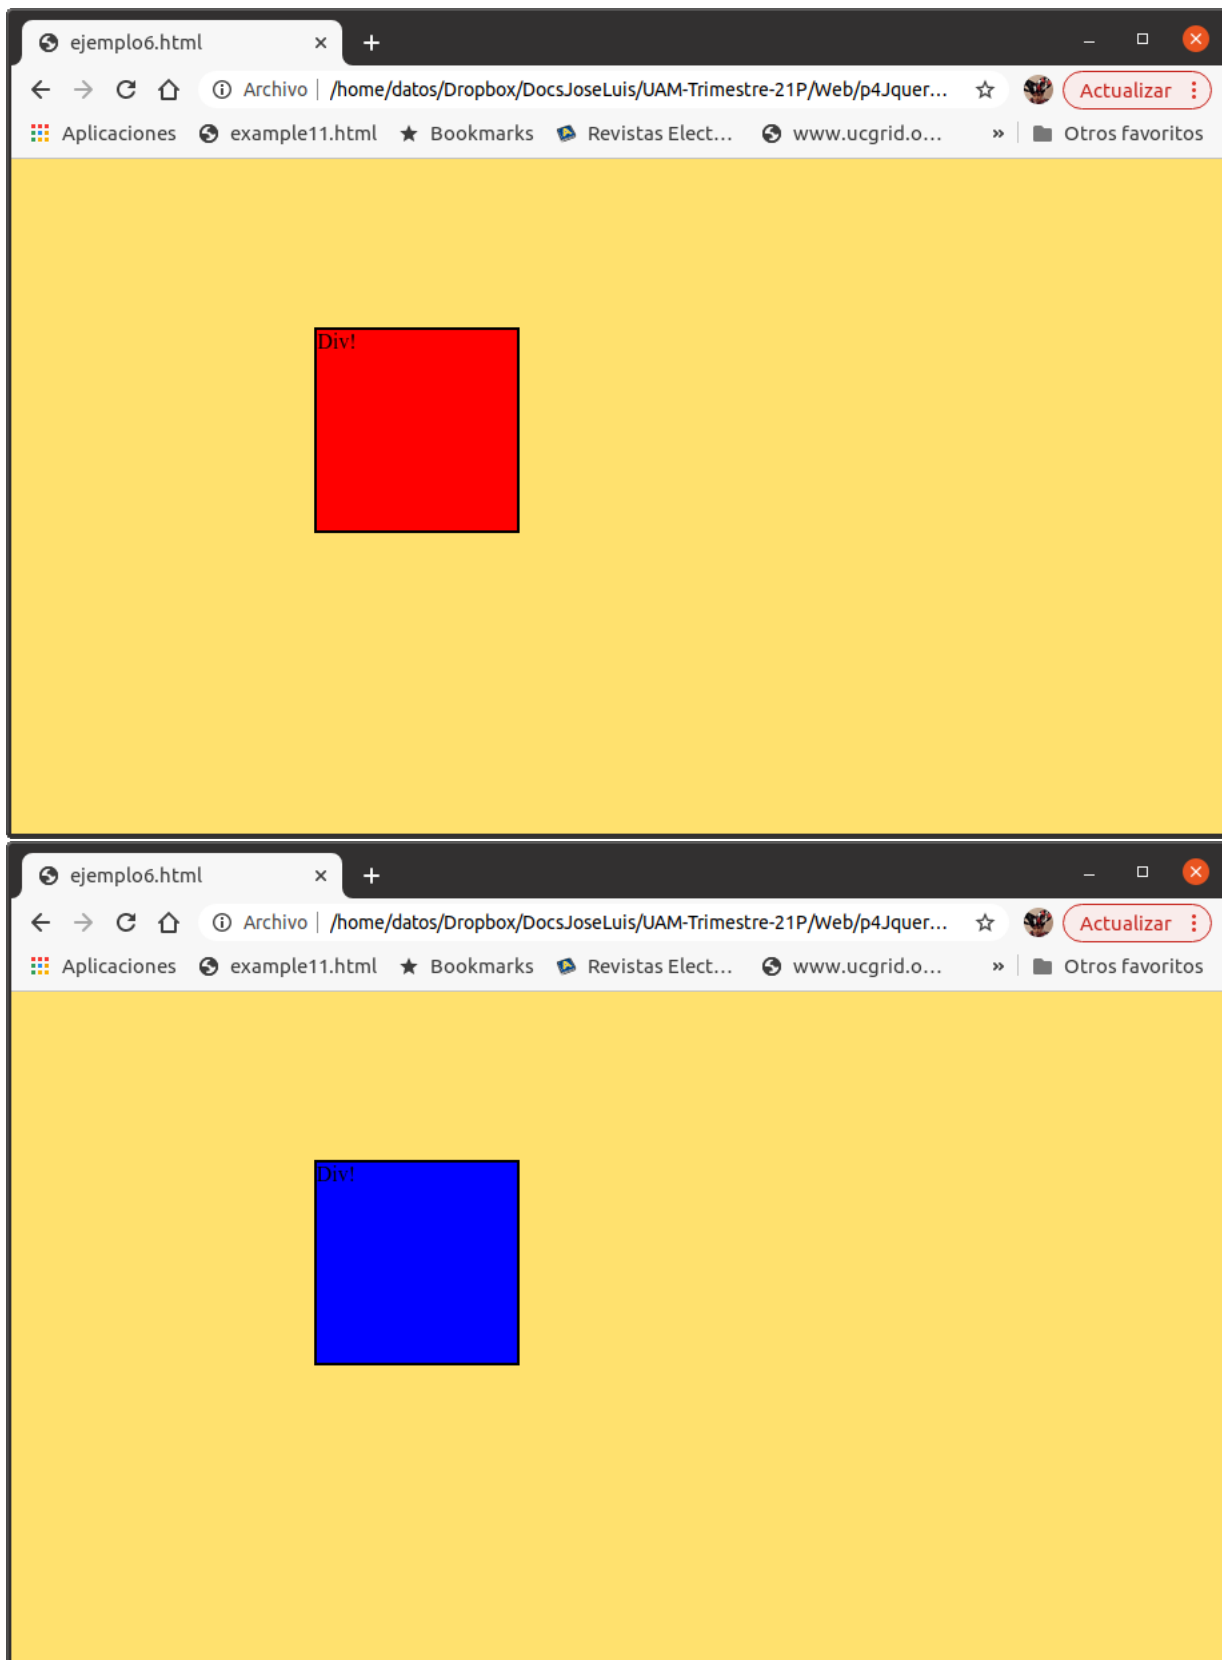 ejemplo6.html
Archivo | /home/datos/Dropbox/DocsJoseLuis/UAM-Trimestre-21P/Web/p4Jquer... Actualizar
Aplicaciones example11.html Bookmarks Revistas Elect... www.ucgrid.o... » Otros favoritos
Div!
ejemplo6.html
Archivo | /home/datos/Dropbox/DocsJoseLuis/UAM-Trimestre-21P/Web/p4Jquer... Actualizar
Aplicaciones example11.html Bookmarks Revistas Elect... www.ucgrid.o... » Otros favoritos
Div!